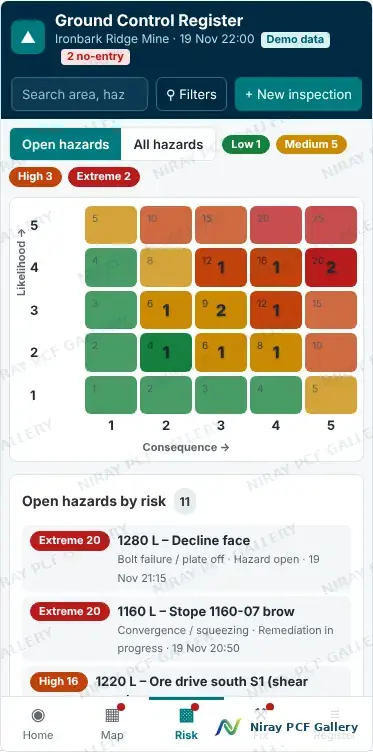 Ground Control Register
Ironbark Ridge Mine · 19 Nov 22:00 Demo data
2 no-entry
Search area, haz
Filters
+ New inspection
Open hazards All hazards Low 1 Medium 5
High 3 Extreme 2
Likelihood →
5 5 10 15 20 25
4 4 8 12 1 16 1 20 2
3 3 6 1 9 2 12 1 15
2 2 4 1 6 1 8 1 10
1 1 2 3 4 5
1 2 3 4 5
Consequence →
Open hazards by risk 11
Extreme 20 1280 L – Decline face
Bolt failure / plate off · Hazard open · 19
Nov 21:15
Extreme 20 1160 L – Stope 1160-07 brow
Convergence / squeezing · Remediation in
progress · 19 Nov 20:50
High 16 1220 L – Ore drive south S1 (shear
Home Map Risk Register
Niray PCF Gallery
NIRAY PCF GALLERY